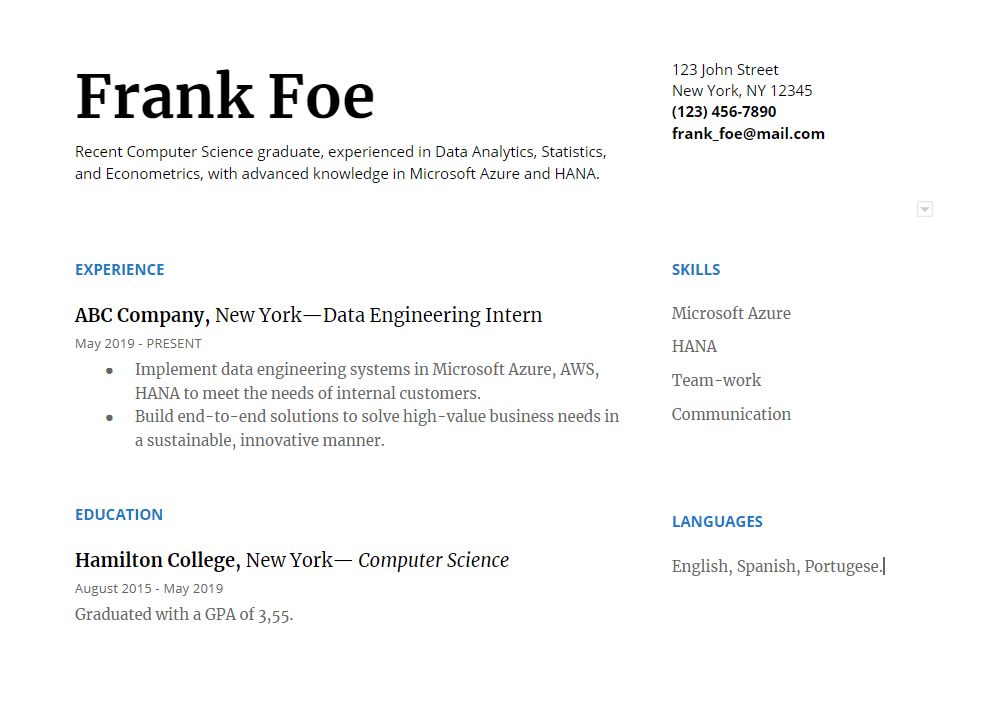 Frank Foe
Recent Computer Science graduate, experienced in Data Analytics, Statistics,
and Econometrics, with advanced knowledge in Microsoft Azure and HANA.
123 John Street
New York, NY 12345
(123) 456-7890
frank_foe@mail.com
EXPERIENCE
ABC Company, New York—Data Engineering Intern
May 2019 - PRESENT
● Implement data engineering systems in Microsoft Azure, AWS,
HANA to meet the needs of internal customers.
● Build end-to-end solutions to solve high-value business needs in
a sustainable, innovative manner.
EDUCATION
Hamilton College, New York— Computer Science
August 2015 - May 2019
Graduated with a GPA of 3,55.
SKILLS
Microsoft Azure
HANA
Team-work
Communication
LANGUAGES
English, Spanish, Portugese.